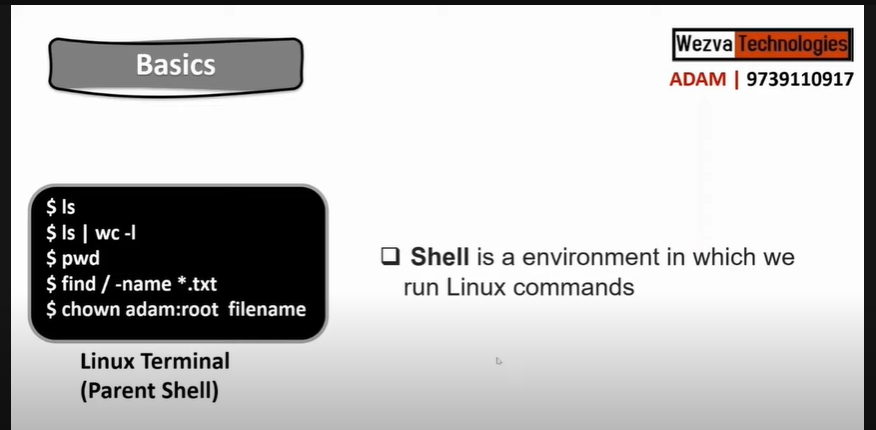 Basics
Wezva Technologies
ADAM | 9739110917
$ ls
$ ls | wc -l
$ pwd
$ find / -name *.txt
$ chown adam:root filename
Linux Terminal
(Parent Shell)
❑ Shell is a environment in which we
run Linux commands